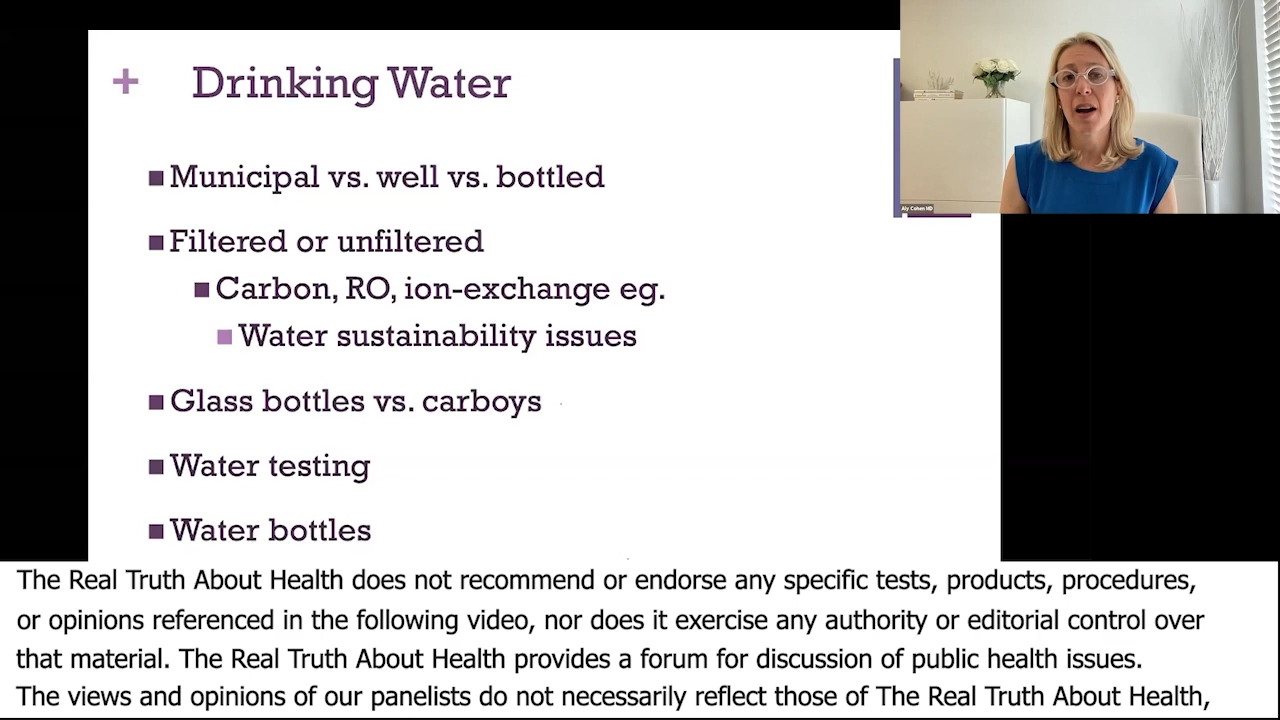 + Drinking Water
Municipal vs. well vs. bottled
Filtered or unfiltered
Carbon, RO, ion-exchange eg.
Water sustainability issues
Glass bottles vs. carboys
Water testing
Water bottles
Aly Cohen MD
The Real Truth About Health does not recommend or endorse any specific tests, products, procedures,
or opinions referenced in the following video, nor does it exercise any authority or editorial control over
that material. The Real Truth About Health provides a forum for discussion of public health issues.
The views and opinions of our panelists do not necessarily reflect those of The Real Truth About Health,